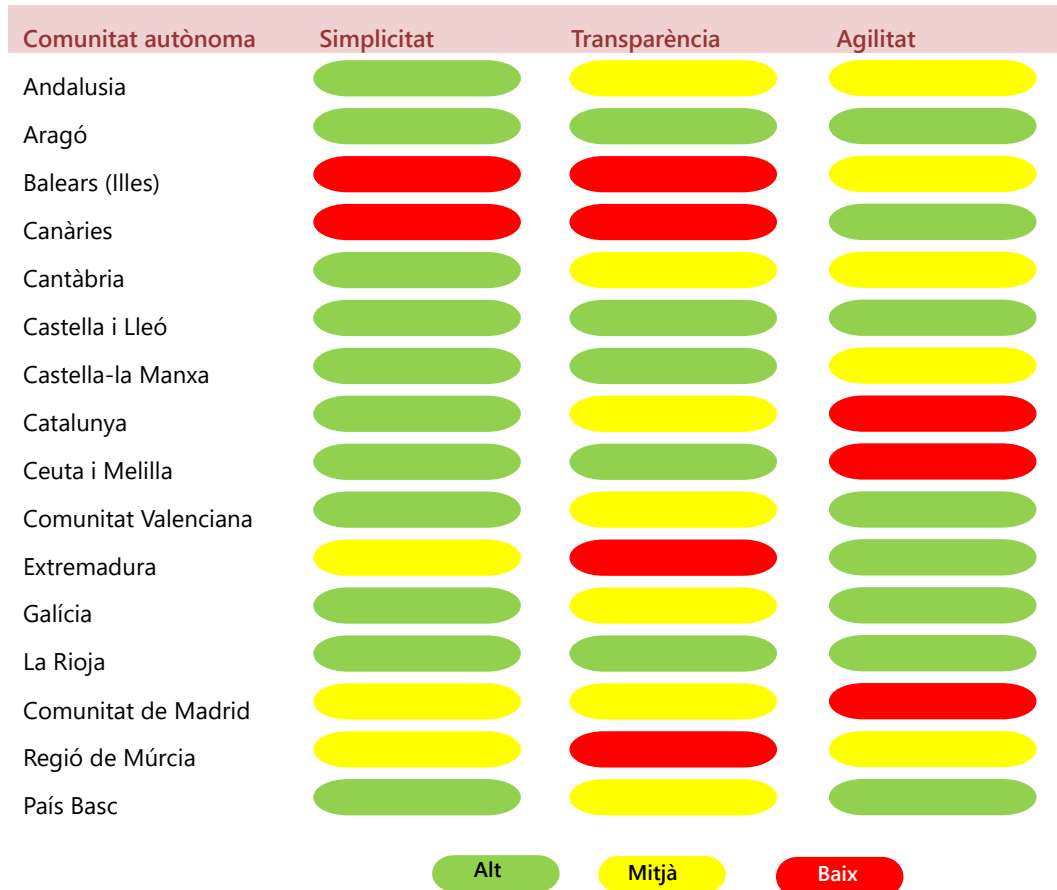 Comunitat autònoma Simplicitat Transparència Agilitat
Andalusia
Aragó
Balears (Illes)
Canàries
Cantàbria
Castella i Lleó
Castella-la Manxa
Catalunya
Ceuta i Melilla
Comunitat Valenciana
Extremadura
Galícia
La Rioja
Comunitat de Madrid
Regió de Múrcia
País Basc
Alt Mitjà Baix